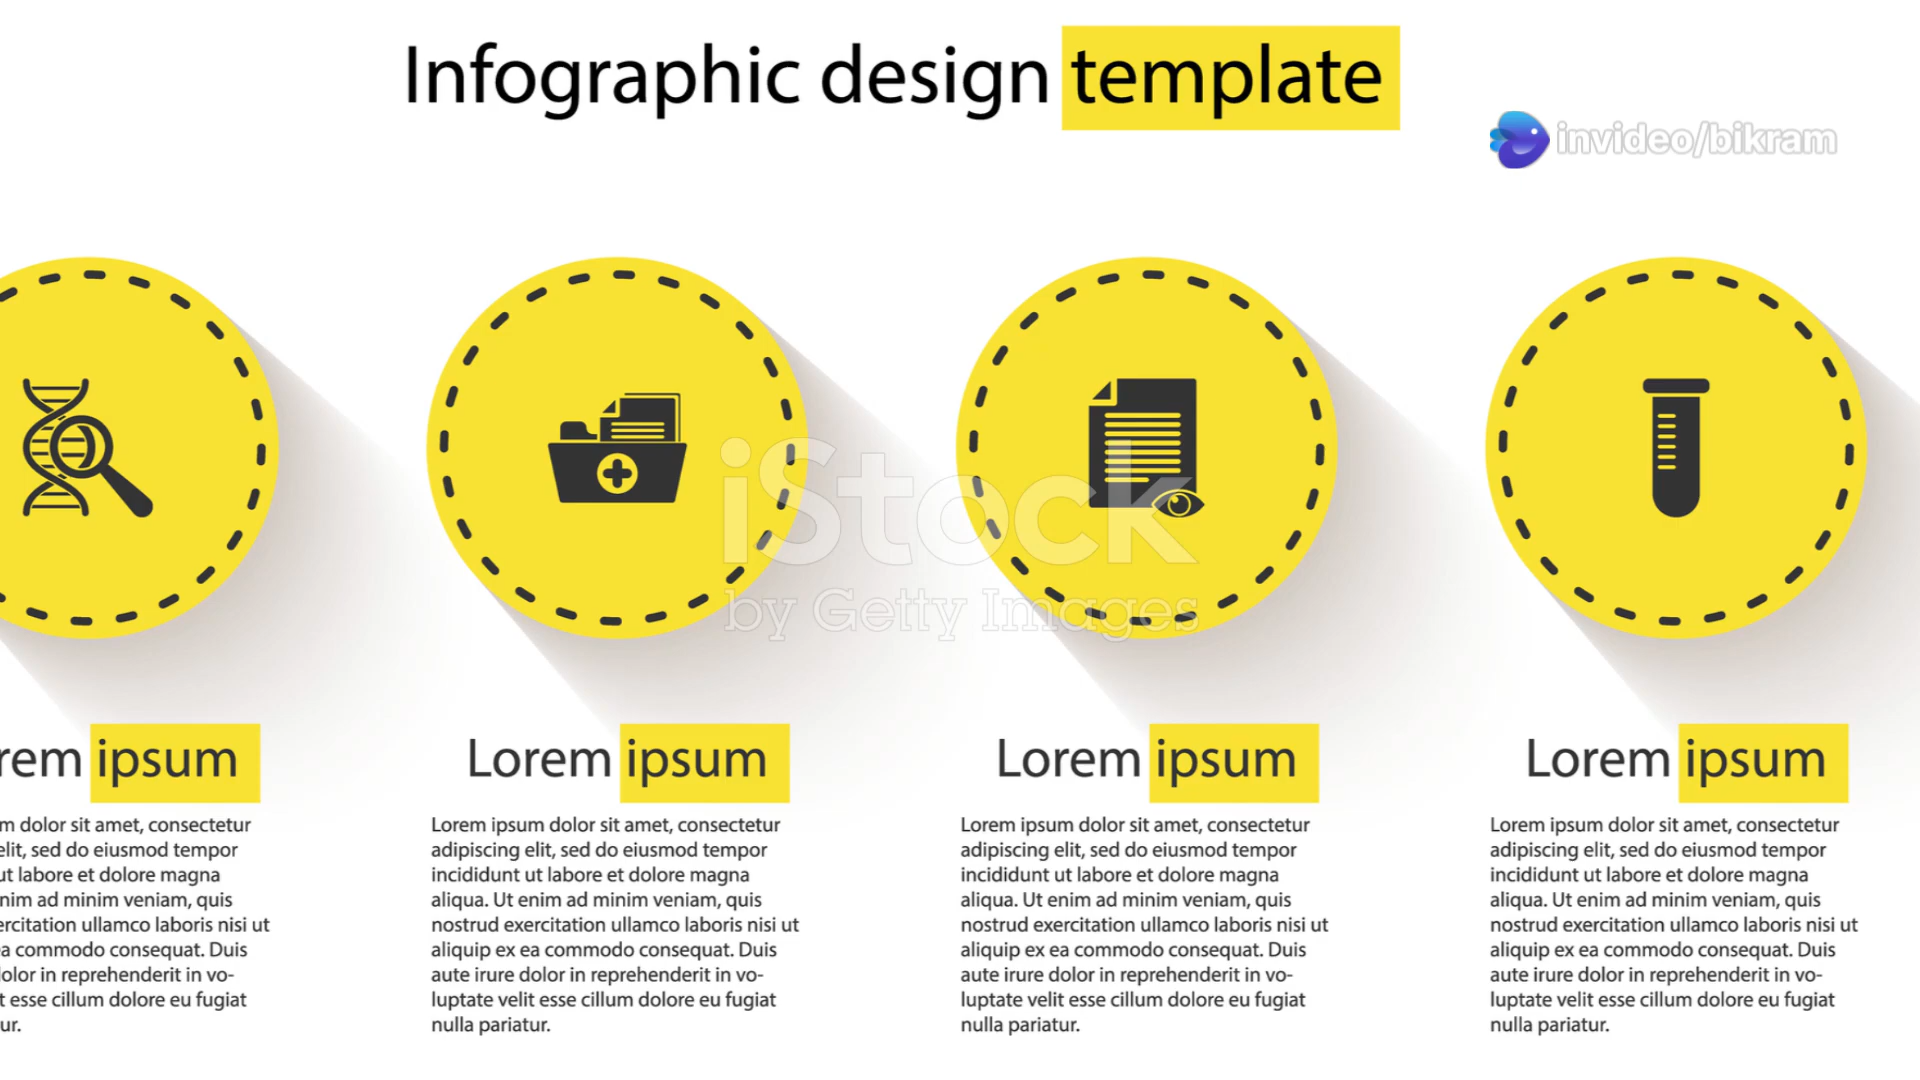 Infographic design template
invideo/bikram
iStock
by Getty Images
rem ipsum
m dolor sit amet, consectetur
elit, sed do eiusmod tempor
ut labore et dolore magna
nim ad minim veniam, quis
ercitation ullamco laboris nisi ut
ea commodo consequat. Duis
dolor in reprehenderit in vo-
t esse cillum dolore eu fugiat
ur.
Lorem ipsum
Lorem ipsum dolor sit amet, consectetur
adipiscing elit, sed do eiusmod tempor
incididunt ut labore et dolore magna
aliqua. Ut enim ad minim veniam, quis
nostrud exercitation ullamco laboris nisi ut
aliquip ex ea commodo consequat. Duis
aute irure dolor in reprehenderit in vo-
luptate velit esse cillum dolore eu fugiat
nulla pariatur.
Lorem ipsum
Lorem ipsum dolor sit amet, consectetur
adipiscing elit, sed do eiusmod tempor
incididunt ut labore et dolore magna
aliqua. Ut enim ad minim veniam, quis
nostrud exercitation ullamco laboris nisi ut
aliquip ex ea commodo consequat. Duis
aute irure dolor in reprehenderit in vo-
luptate velit esse cillum dolore eu fugiat
nulla pariatur.
Lorem ipsum
Lorem ipsum dolor sit amet, consectetur
adipiscing elit, sed do eiusmod tempor
incididunt ut labore et dolore magna
aliqua. Ut enim ad minim veniam, quis
nostrud exercitation ullamco laboris nisi ut
aliquip ex ea commodo consequat. Duis
aute irure dolor in reprehenderit in vo-
luptate velit esse cillum dolore eu fugiat
nulla pariatur.